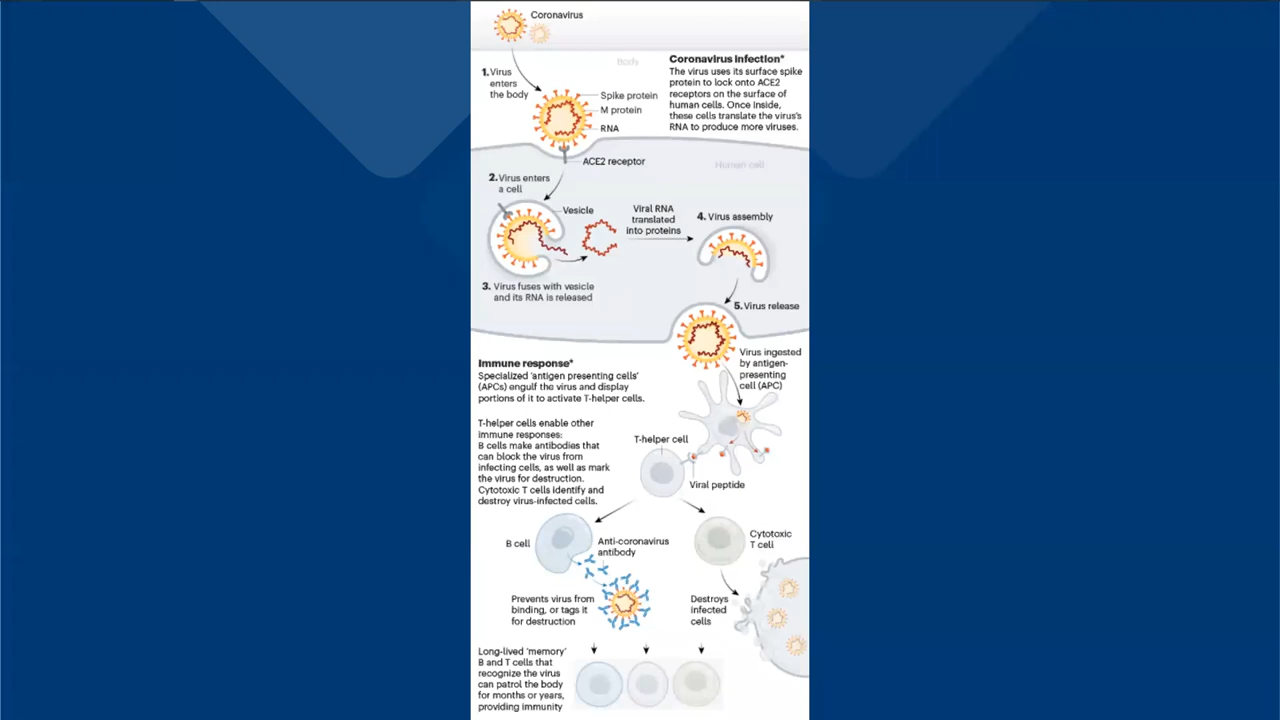 Coronavirus
Body
Coronavirus infection*
The virus uses its surface spike
protein to lock onto ACE2
receptors on the surface of
human cells. Once inside,
these cells translate the virus's
RNA to produce more viruses.
1. Virus
enters
the body
Spike protein
M protein
RNA
ACE2 receptor
Human cell
2. Virus enters
a cell
Vesicle
Viral RNA
translated
into proteins
4. Virus assembly
3. Virus fuses with vesicle
and its RNA is released
5. Virus release
Virus ingested
by antigen-
presenting
cell (APC)
Immune response*
Specialized 'antigen presenting cells'
(APCs) engulf the virus and display
portions of it to activate T-helper cells.
T-helper cells enable other
immune responses:
B cells make antibodies that
can block the virus from
infecting cells, as well as mark
the virus for destruction.
Cytotoxic T cells identify and
destroy virus-infected cells.
T-helper cell
Viral peptide
B cell
Anti-coronavirus
antibody
Cytotoxic
T cell
Prevents virus from
binding, or tags it
for destruction
Destroys
infected
cells
Long-lived 'memory'
B and T cells that
recognize the virus
can patrol the body
for months or years,
providing immunity